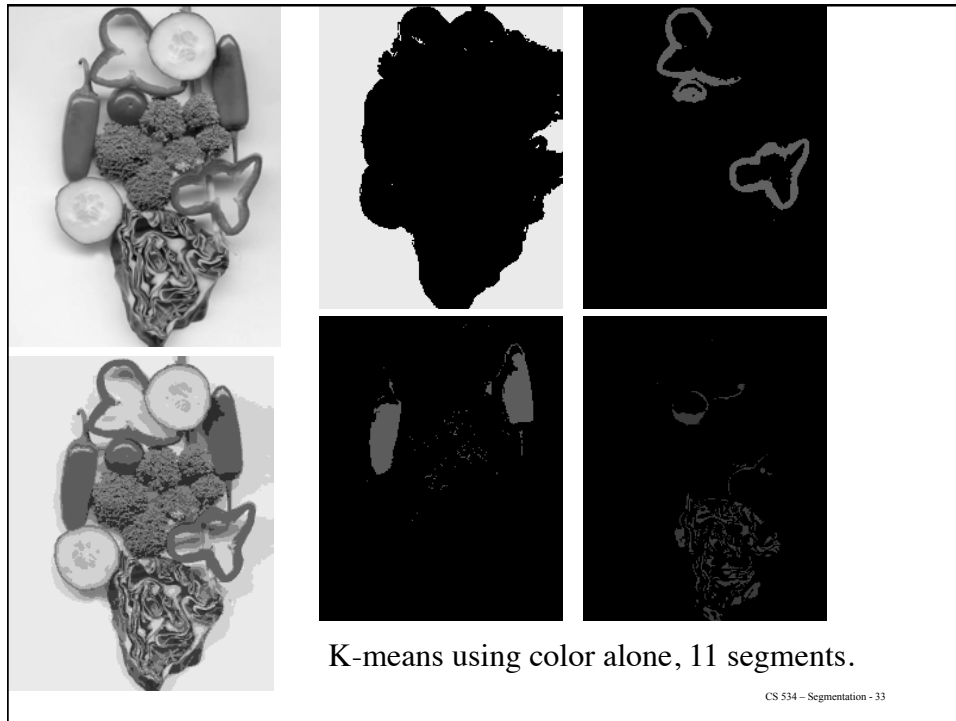 K-means using color alone, 11 segments.
CS 534 – Segmentation - 33